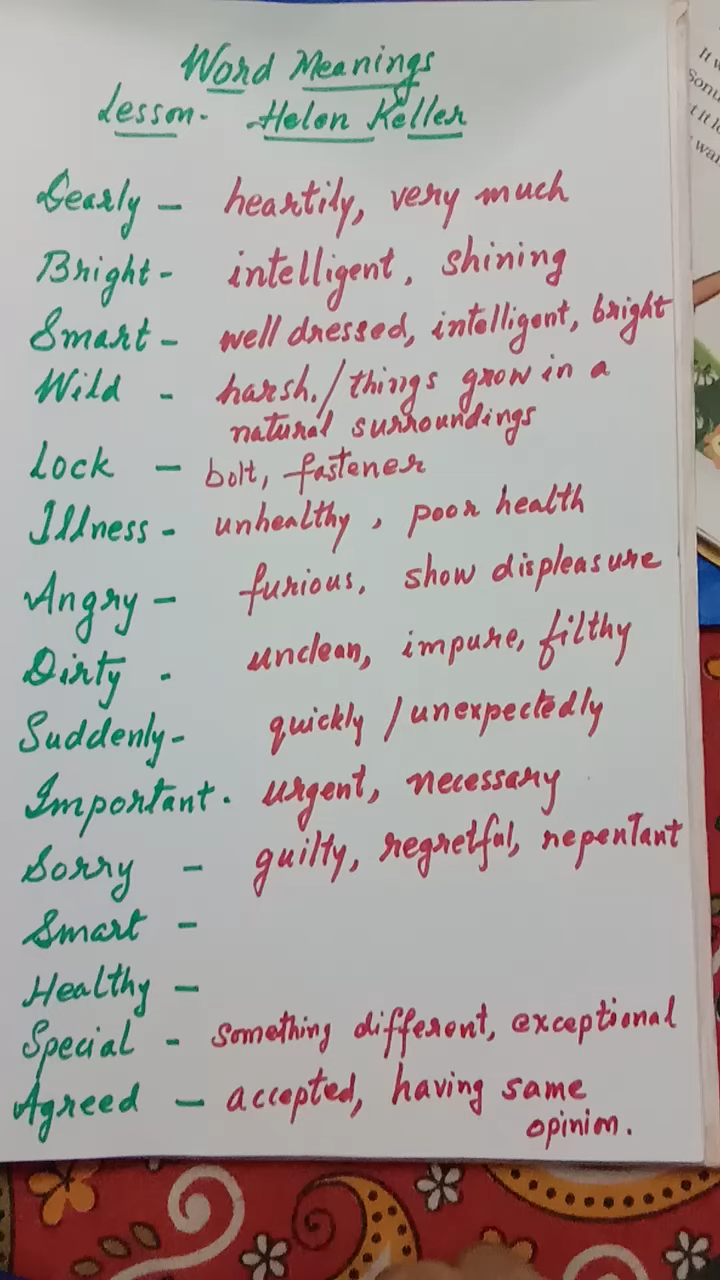 Word Meanings
Lesson- Helen Keller
Dearly - heartily, very much
Bright - intelligent, shining
Smart - well dressed, intelligent, bright
Wild - harsh./things grow in a
natural surroundings
Lock - bolt, fastener
Illness - unhealthy, poor health
Angry - furious, show displeasure
Dirty - unclean, impure, filthy
Suddenly - quickly / unexpectedly
Important. urgent, necessary
Sorry - guilty, regretful, repentant
Smart -
Healthy -
Special - something different, exceptional
Agreed - accepted, having same
opinion.
It w
Sonu